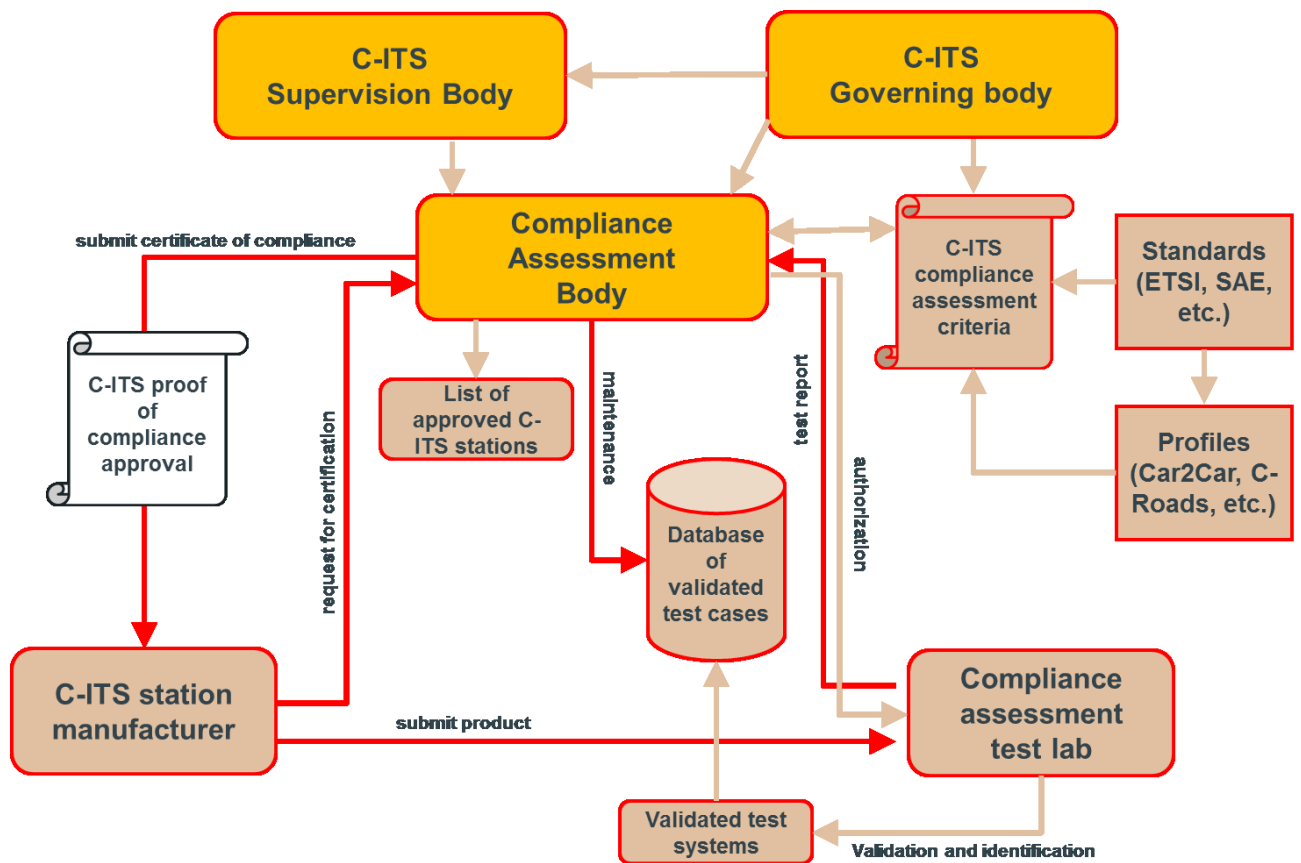 C-ITS
Supervision Body
C-ITS
Governing body
submit certificate of compliance
Compliance
Assessment
Body
C-ITS
compliance
assessment
criteria
Standards
(ETSI, SAE,
etc.)
C-ITS proof
of
compliance
approval
request for certification
List of
approved C-
ITS stations
maintenance
test report
authorization
Profiles
(Car2Car, C-
Roads, etc.)
Database
of
validated
test cases
C-ITS station
manufacturer
submit product
Compliance
assessment
test lab
Validated test
systems
Validation and identification